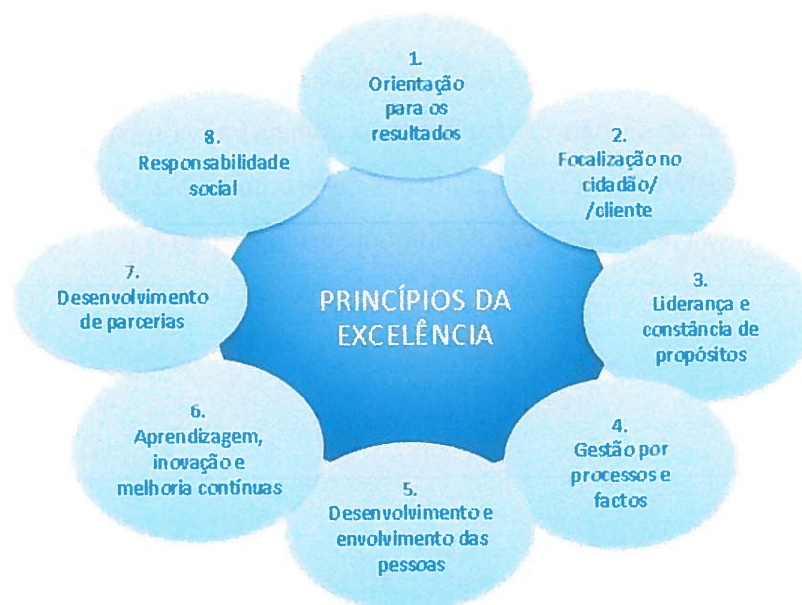 1.
Orientação
para os
resultados
2.
Focalização no
cidadão/
/cliente
3.
Liderança e
constância de
propósitos
4.
Gestão por
processos e
factos
5.
Desenvolvimento e
envolvimento das
pessoas
6.
Aprendizagem,
inovação e
melhoria contínuas
7.
Desenvolvimento
de parcerias
8.
Responsabilidade
social
PRINCÍPIOS DA
EXCELÊNCIA